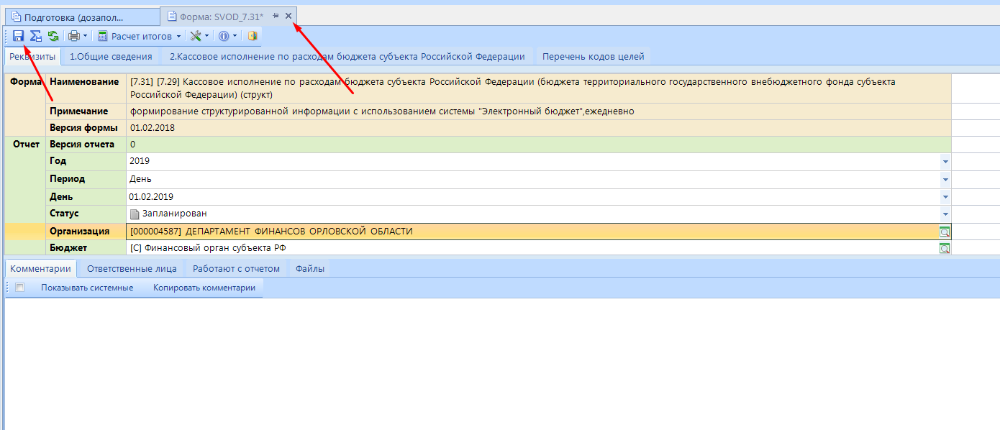 Подготовка (дозапол...
Форма: SVOD_7.31*
Расчет итогов
Реквизиты
1.Общие сведения
2.Кассовое исполнение по расходам бюджета субъекта Российской Федерации
Перечень кодов целей
Форма
Наименование
[7.31] [7.29] Кассовое исполнение по расходам бюджета субъекта Российской Федерации (бюджета территориального государственного внебюджетного фонда субъекта
Российской Федерации) (структ)
Примечание
формирование структурированной информации с использованием системы "Электронный бюджет",ежедневно
Версия формы
01.02.2018
Отчет
Версия отчета
0
Год
2019
Период
День
День
01.02.2019
Статус
Запланирован
Организация
[000004587] ДЕПАРТАМЕНТ ФИНАНСОВ ОРЛОВСКОЙ ОБЛАСТИ
Бюджет
[С] Финансовый орган субъекта РФ
Комментарии
Ответственные лица
Работают с отчетом
Файлы
Показывать системные
Копировать комментарии